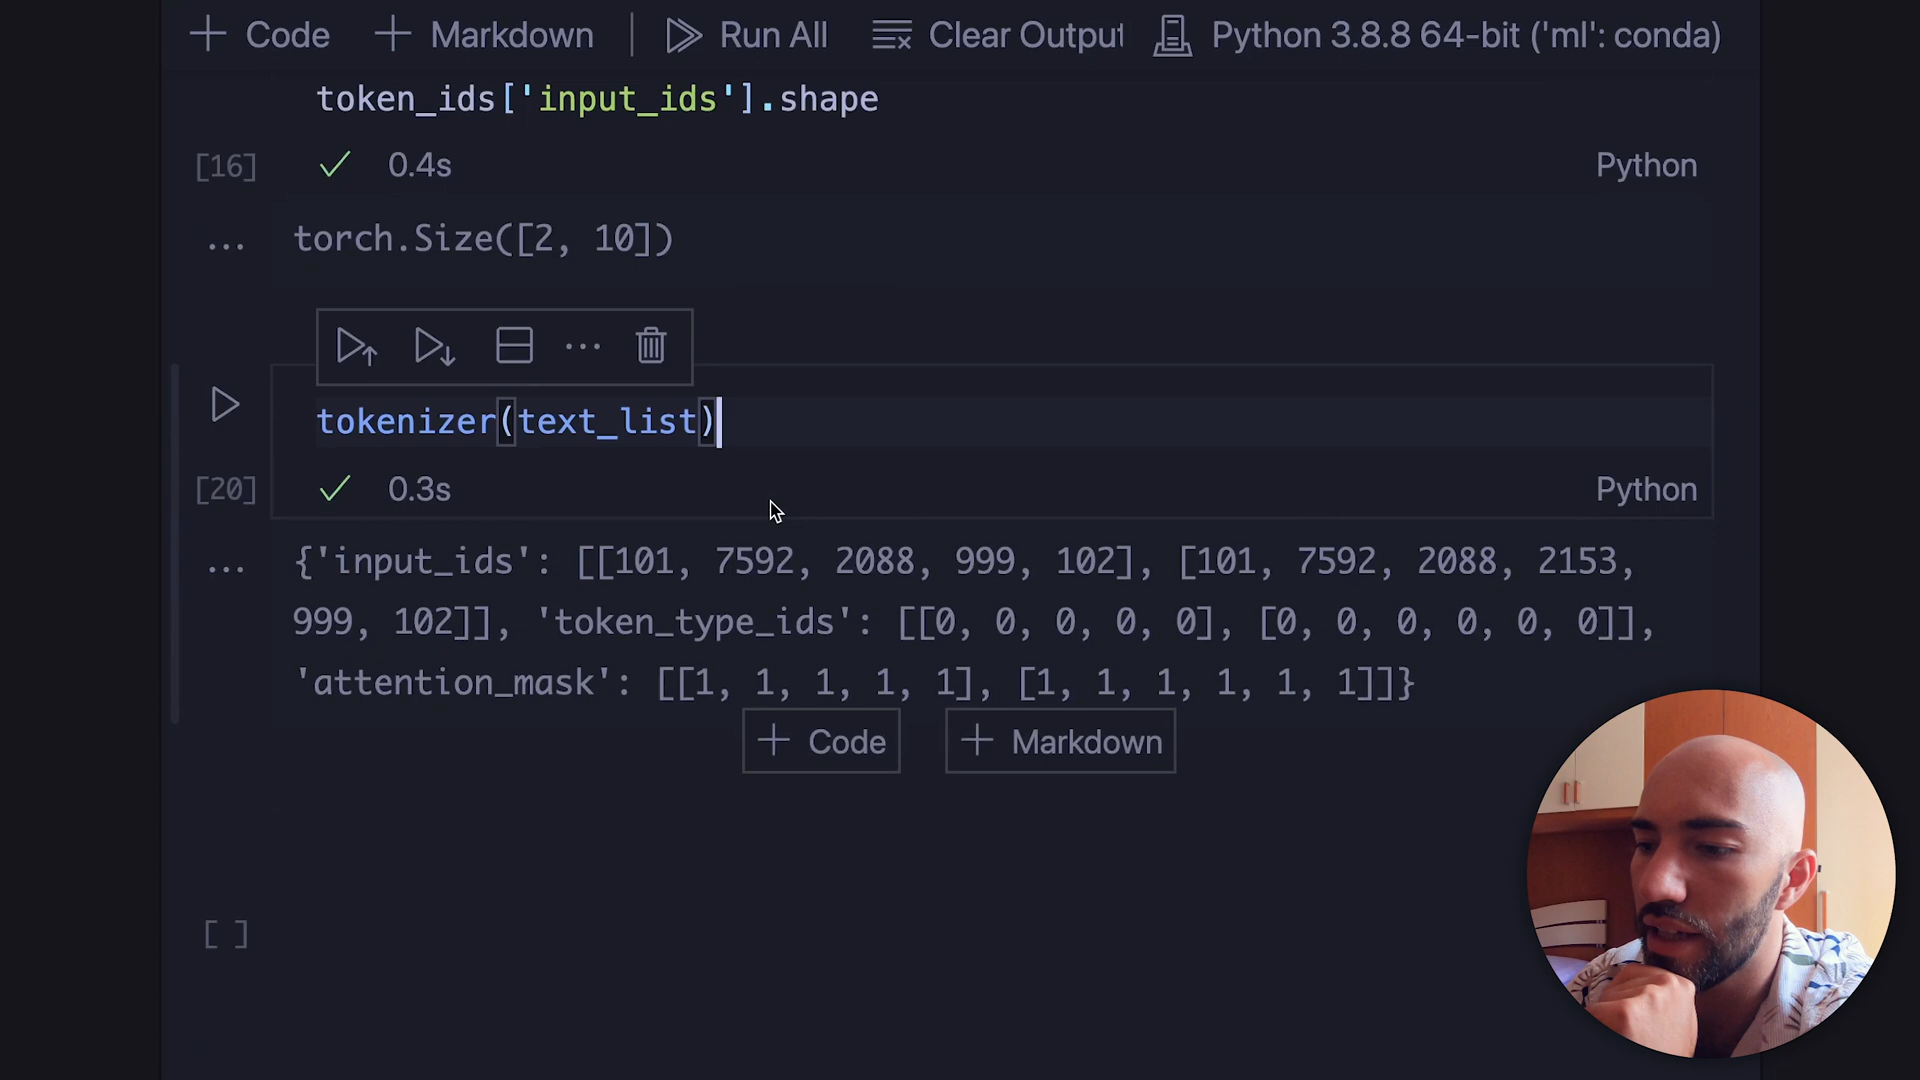 Code Markdown Run All Clear Output Python 3.8.8 64-bit ('ml': conda)
token_ids['input_ids'].shape
[16] 0.4s Python
... torch.Size([2, 10])
...
tokenizer(text_list)
[20] 0.3s Python
... {'input_ids': [[101, 7592, 2088, 999, 102], [101, 7592, 2088, 2153,
999, 102]], 'token_type_ids': [[0, 0, 0, 0, 0], [0, 0, 0, 0, 0, 0]],
'attention_mask': [[1, 1, 1, 1, 1], [1, 1, 1, 1, 1, 1]]}
Code Markdown
[ ]